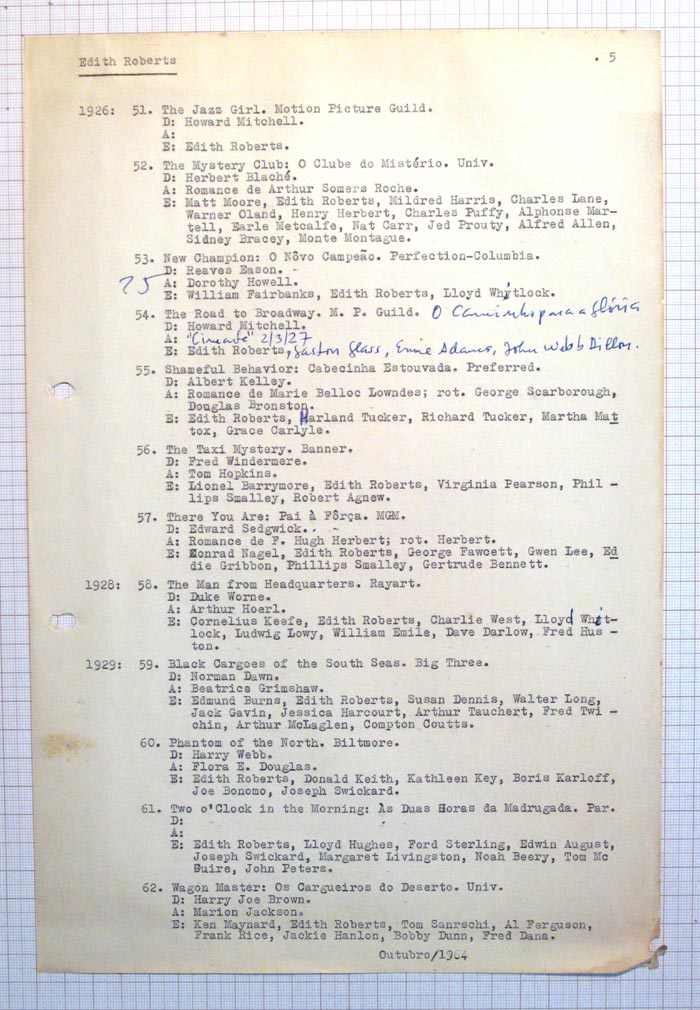 Edith Roberts . 5
1926: 51. The Jazz Girl. Motion Picture Guild.
D: Howard Mitchell.
A:
E: Edith Roberts.
52. The Mystery Club: O Clube do Mistério. Univ.
D: Herbert Blaché.
A: Romance de Arthur Somers Roche.
E: Matt Moore, Edith Roberts, Mildred Harris, Charles Lane,
Warner Oland, Henry Herbert, Charles Puffy, Alphonse Mar-
tell, Earle Metcalfe, Nat Carr, Jed Prouty, Alfred Allen,
Sidney Bracey, Monte Montague.
53. New Champion: O Nôvo Campeão. Perfection-Columbia.
D: Reaves Eason. -
25 A: Dorothy Howell.
E: William Fairbanks, Edith Roberts, Lloyd Whitlock.
54. The Road to Broadway. M. P. Guild. O Caminho para a Glória
D: Howard Mitchell.
A: "Cinearte" 2/3/27
E: Edith Roberts, Gaston Glass, Ernie Adams, John Webb Dillon.
55. Shameful Behavior: Cabecinha Estouvada. Preferred.
D: Albert Kelley.
A: Romance de Marie Belloc Lowndes; rot. George Scarborough,
Douglas Bronston.
E: Edith Roberts, Harland Tucker, Richard Tucker, Martha Mat
tox, Grace Carlyle.
56. The Taxi Mystery. Banner.
D: Fred Windermere.
A: Tom Hopkins.
E: Lionel Barrymore, Edith Roberts, Virginia Pearson, Phil -
lips Smalley, Robert Agnew.
57. There You Are: Pai à Fôrça. MGM.
D: Edward Sedgwick.. -
A: Romance de F. Hugh Herbert; rot. Herbert.
E: Konrad Nagel, Edith Roberts, George Fawcett, Gwen Lee, Ed
die Gribbon, Phillips Smalley, Gertrude Bennett.
1928: 58. The Man from Headquarters. Rayart.
D: Duke Worne.
A: Arthur Hoerl.
E: Cornelius Keefe, Edith Roberts, Charlie West, Lloyd Whit-
lock, Ludwig Lowy, William Emile, Dave Darlow, Fred Hus -
ton.
1929: 59. Black Cargoes of the South Seas. Big Three.
D: Norman Dawn.
A: Beatrice Grimshaw.
E: Edmund Burns, Edith Roberts, Susan Dennis, Walter Long,
Jack Gavin, Jessica Harcourt, Arthur Tauchert, Fred Twi -
chin, Arthur McLaglen, Compton Coutts.
60. Phantom of the North. Biltmore.
D: Harry Webb.
A: Flora E. Douglas.
E: Edith Roberts, Donald Keith, Kathleen Key, Boris Karloff,
Joe Bonomo, Joseph Swickard.
61. Two o'Clock in the Morning: Às Duas Horas da Madrugada. Par.
D:
A:
E: Edith Roberts, Lloyd Hughes, Ford Sterling, Edwin August,
Joseph Swickard, Margaret Livingston, Noah Beery, Tom Mc
Guire, John Peters.
62. Wagon Master: Os Cargueiros do Deserto. Univ.
D: Harry Joe Brown.
A: Marion Jackson.
E: Ken Maynard, Edith Roberts, Tom Sanrschi, Al Ferguson,
Frank Rice, Jackie Hanlon, Bobby Dunn, Fred Dana.
Outubro/1964